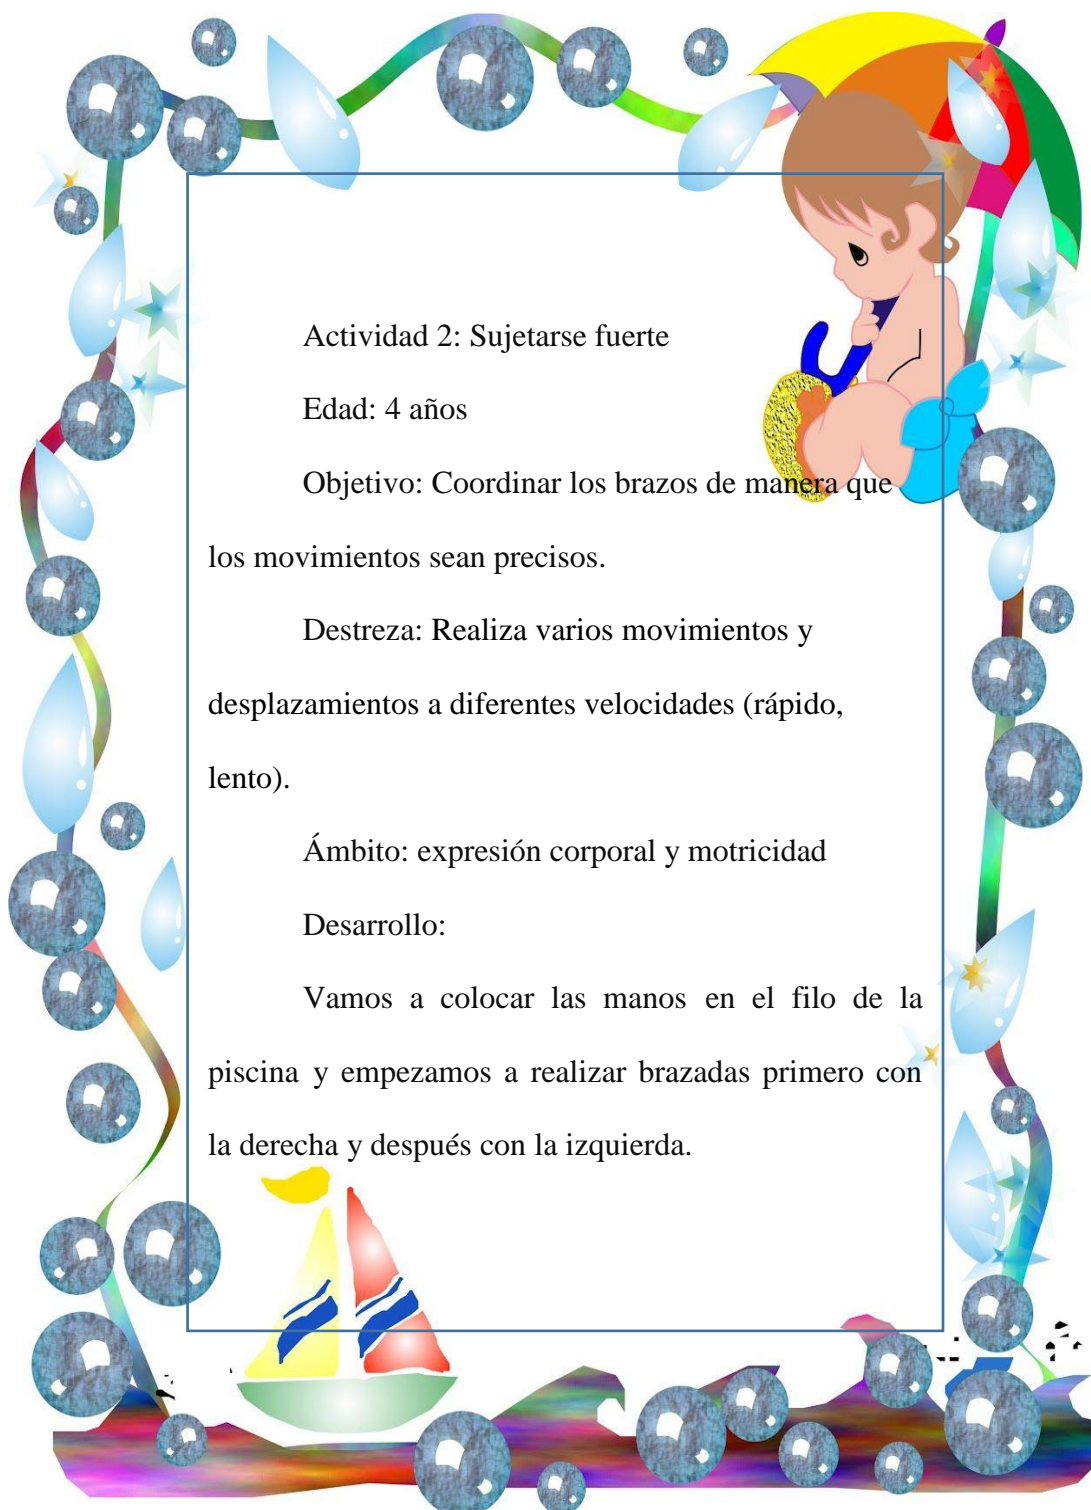 Actividad 2: Sujetarse fuerte
Edad: 4 años
Objetivo: Coordinar los brazos de manera que
los movimientos sean precisos.
Destreza: Realiza varios movimientos y
desplazamientos a diferentes velocidades (rápido,
lento).
Ámbito: expresión corporal y motricidad
Desarrollo:
Vamos a colocar las manos en el filo de la
piscina y empezamos a realizar brazadas primero con
la derecha y después con la izquierda.